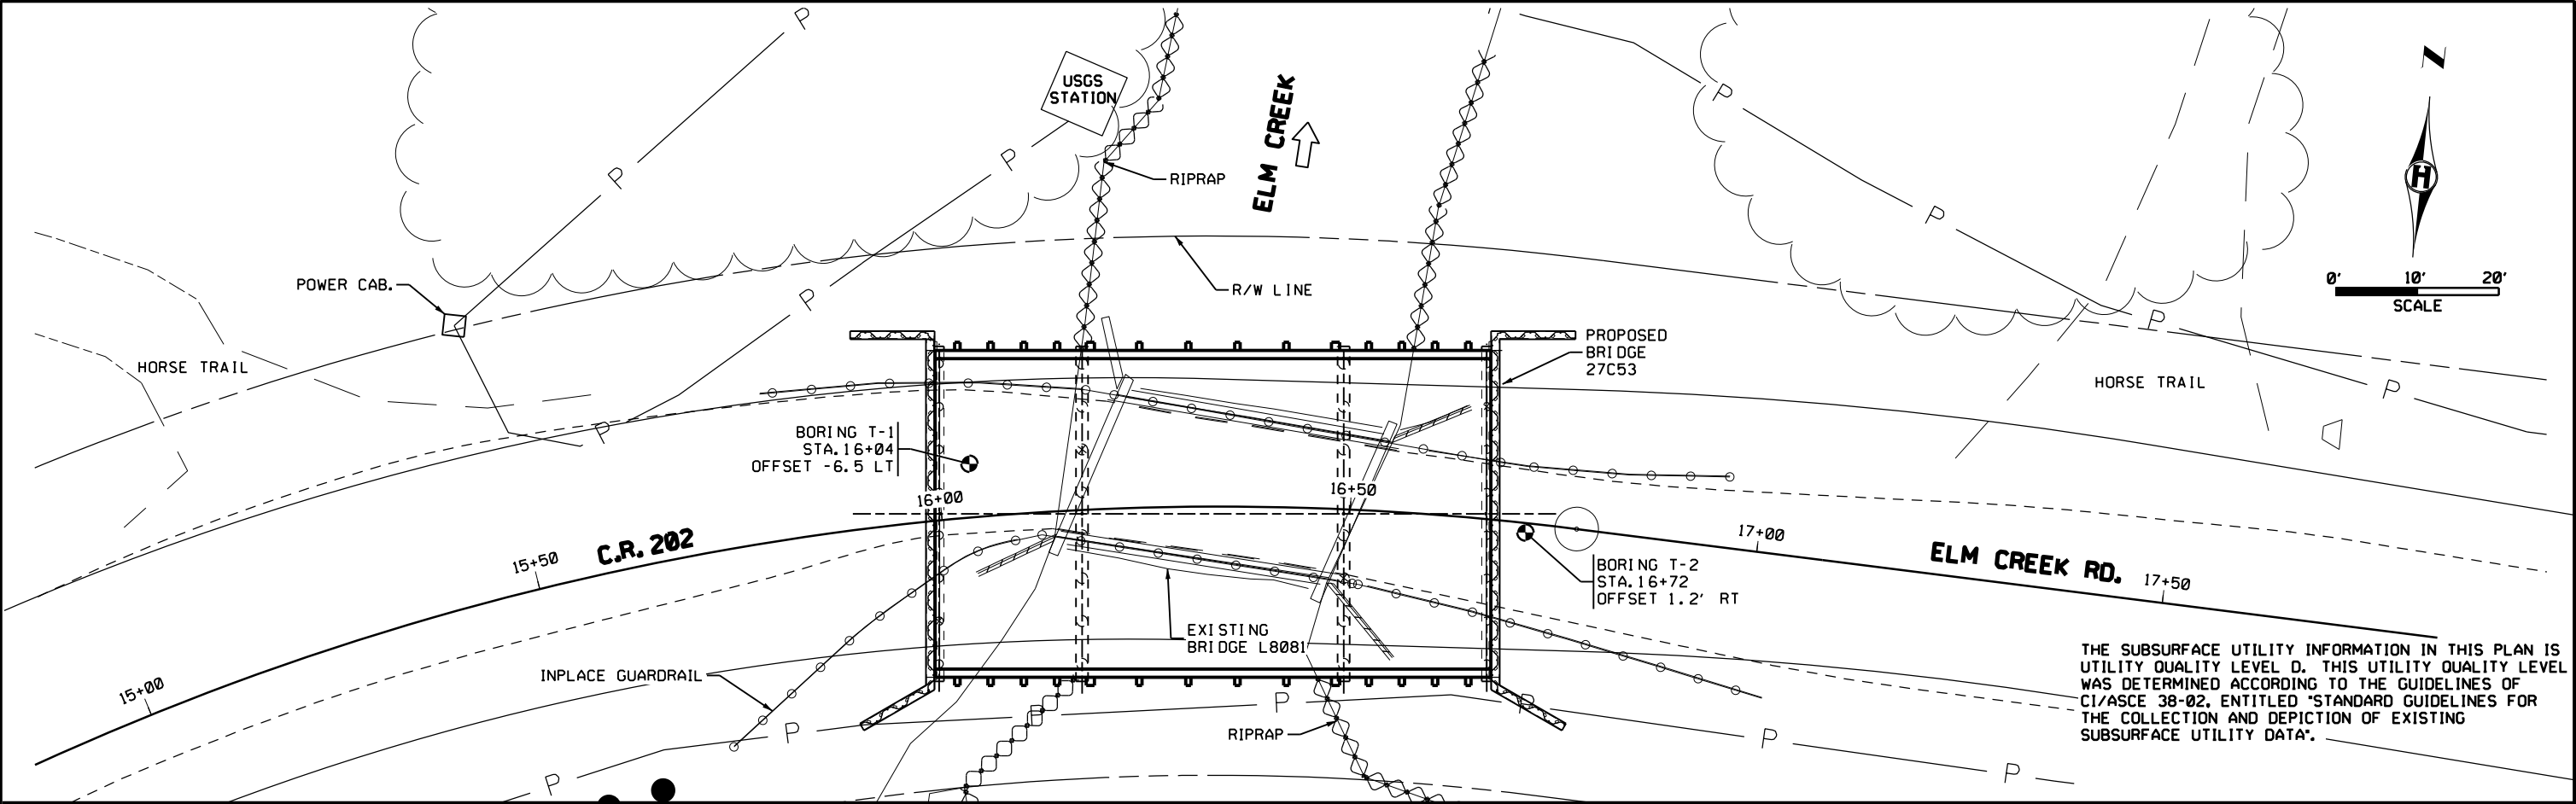 P
USGS
STATION
ELM CREEK
N
P
P
P
RIPRAP
P
H
P
0' 10' 20'
SCALE
POWER CAB.
P
R/W LINE
P
PROPOSED
BRIDGE
27C53
HORSE TRAIL
HORSE TRAIL
P
P
BORING T-1
STA.16+04
OFFSET -6.5 LT
16+00
16+50
17+00
C.R. 202
15+50
ELM CREEK RD.
17+50
BORING T-2
STA.16+72
OFFSET 1.2' RT
EXISTING
BRIDGE L8081
INPLACE GUARDRAIL
15+00
THE SUBSURFACE UTILITY INFORMATION IN THIS PLAN IS
UTILITY QUALITY LEVEL D. THIS UTILITY QUALITY LEVEL
WAS DETERMINED ACCORDING TO THE GUIDELINES OF
CI/ASCE 38-02, ENTITLED "STANDARD GUIDELINES FOR
THE COLLECTION AND DEPICTION OF EXISTING
SUBSURFACE UTILITY DATA".
P
P
P
P
RIPRAP
P
P
P